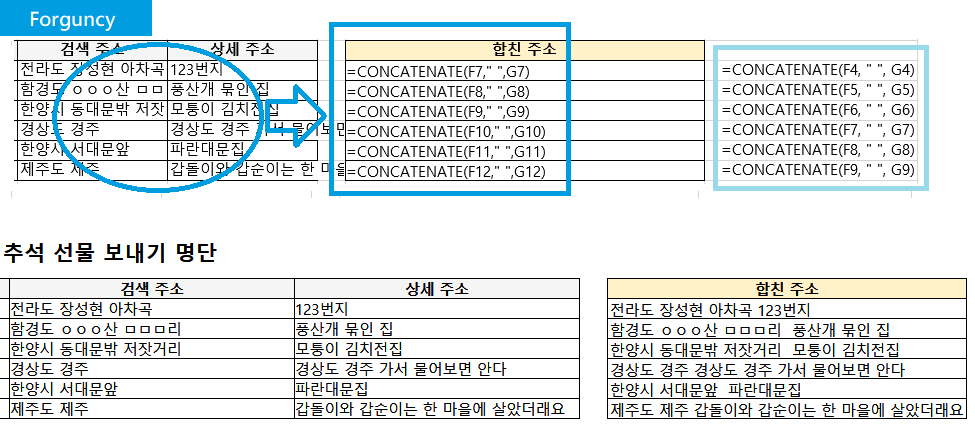 Forguncy
검색 주소 상세 주소 합친 주소
전라도 장성현 아차곡 123번지 =CONCATENATE(F7," ",G7) =CONCATENATE(F4, " ", G4)
함경도 ㅇㅇㅇ산 ㅁㅁ 풍산개 묶인 집 =CONCATENATE(F8," ",G8) =CONCATENATE(F5, " ", G5)
한양시 동대문밖 저잣 모퉁이 김치전집 =CONCATENATE(F9," ",G9) =CONCATENATE(F6, " ", G6)
경상도 경주 경상도 경주 가서 물어보면 =CONCATENATE(F10," ",G10) =CONCATENATE(F7, " ", G7)
한양시 서대문앞 파란대문집 =CONCATENATE(F11," ",G11) =CONCATENATE(F8, " ", G8)
제주도 제주 갑돌이와 갑순이는 한 마을 =CONCATENATE(F12," ",G12) =CONCATENATE(F9, " ", G9)
추석 선물 보내기 명단
검색 주소 상세 주소 합친 주소
전라도 장성현 아차곡 123번지 전라도 장성현 아차곡 123번지
함경도 ㅇㅇㅇ산 ㅁㅁㅁ리 풍산개 묶인 집 함경도 ㅇㅇㅇ산 ㅁㅁㅁ리  풍산개 묶인 집
한양시 동대문밖 저잣거리 모퉁이 김치전집 한양시 동대문밖 저잣거리  모퉁이 김치전집
경상도 경주 경상도 경주 가서 물어보면 안다 경상도 경주 경상도 경주 가서 물어보면 안다
한양시 서대문앞 파란대문집 한양시 서대문앞  파란대문집
제주도 제주 갑돌이와 갑순이는 한 마을에 살았더래요 제주도 제주 갑돌이와 갑순이는 한 마을에 살았더래요